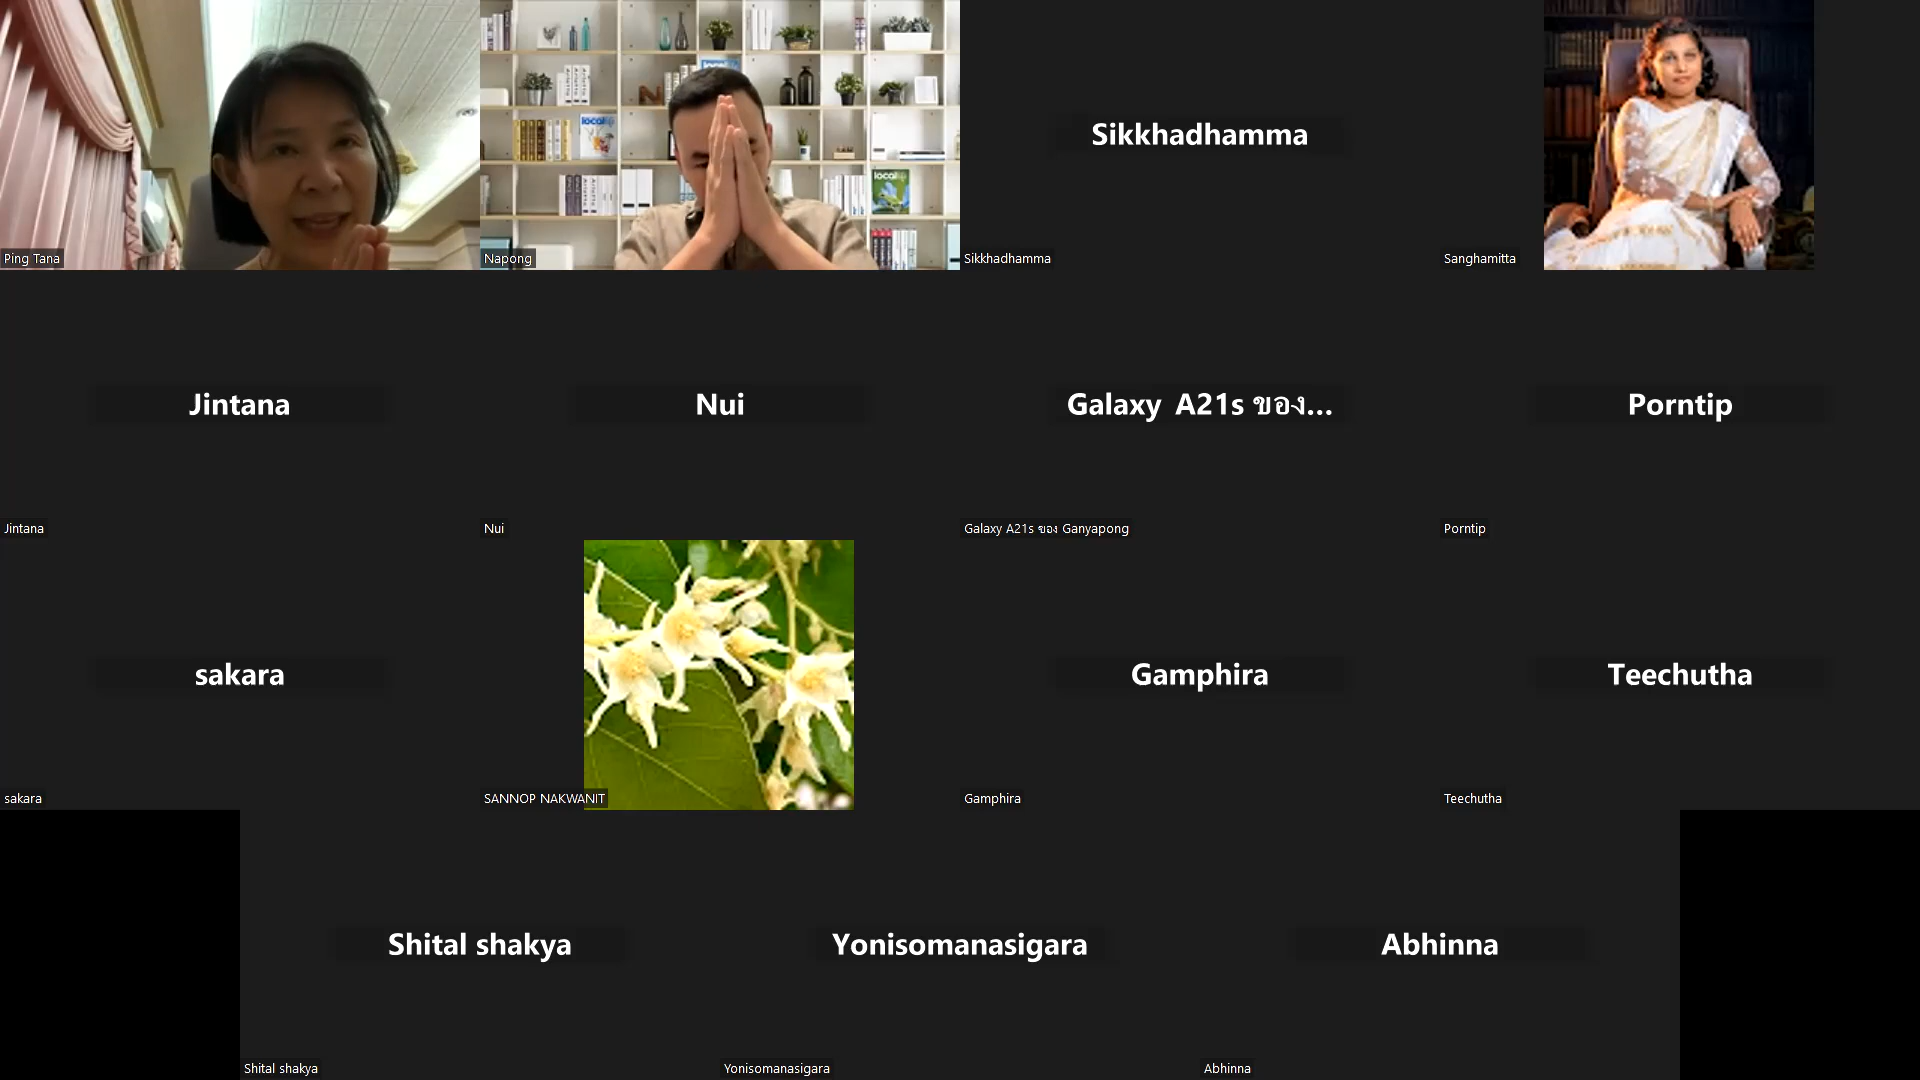 Ping Tana
Napong
Sikkhadhamma
Sikkhadhamma
Sanghamitta
Jintana
Jintana
Nui
Nui
Galaxy A21s ของ...
Galaxy A21s ของ Ganyapong
Porntip
Porntip
sakara
sakara
SANNOP NAKWANIT
Gamphira
Gamphira
Teechutha
Teechutha
Shital shakya
Shital shakya
Yonisomanasigara
Yonisomanasigara
Abhinna
Abhinna